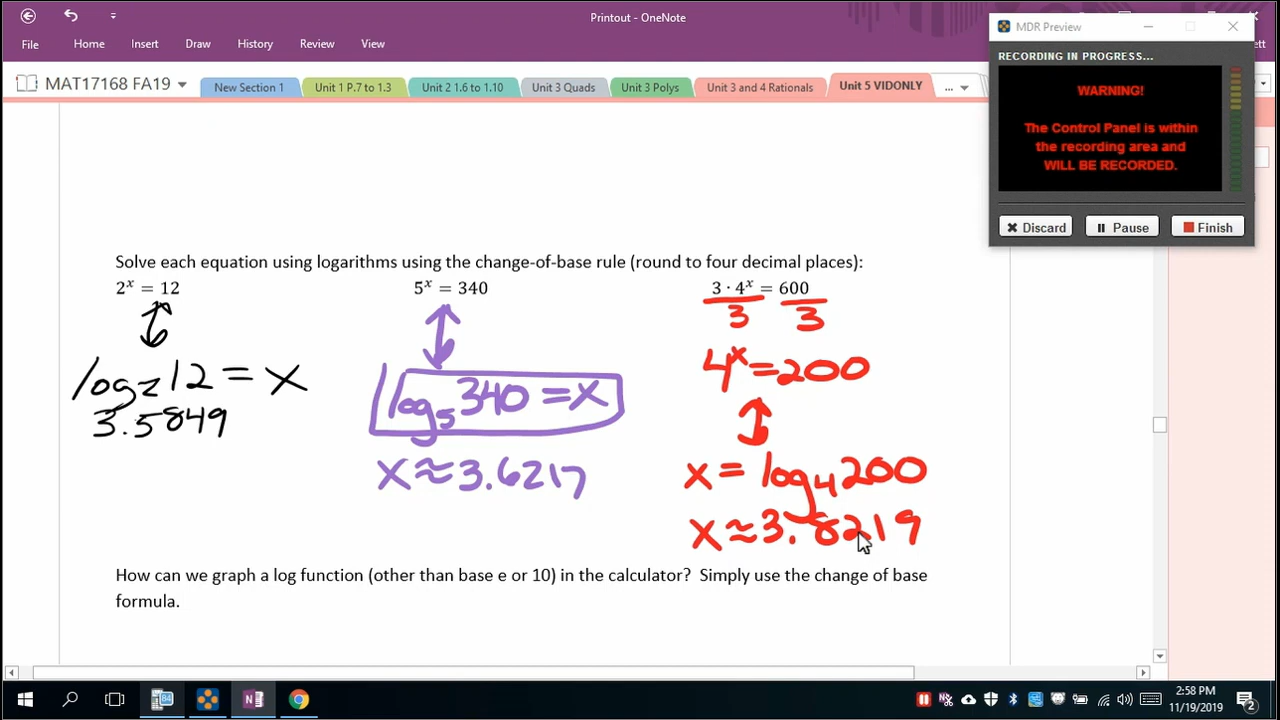 Printout - OneNote
File Home Insert Draw History Review View
MAT17168 FA19
New Section 1
Unit 1 P.7 to 1.3
Unit 2 1.6 to 1.10
Unit 3 Quads
Unit 3 Polys
Unit 3 and 4 Rationals
Unit 5 VIDONLY
...
MDR Preview
ett
RECORDING IN PROGRESS...
WARNING!
The Control Panel is within
the recording area and
WILL BE RECORDED.
Discard Pause Finish
Solve each equation using logarithms using the change-of-base rule (round to four decimal places):
2ˣ = 12
log₂12 = x
3.5849
5ˣ = 340
log₅340 = x
x ≈ 3.6217
3 · 4ˣ = 600
3 3
4ˣ = 200
x = log₄200
x ≈ 3.8219
How can we graph a log function (other than base e or 10) in the calculator? Simply use the change of base
formula.
2:58 PM
11/19/2019
2